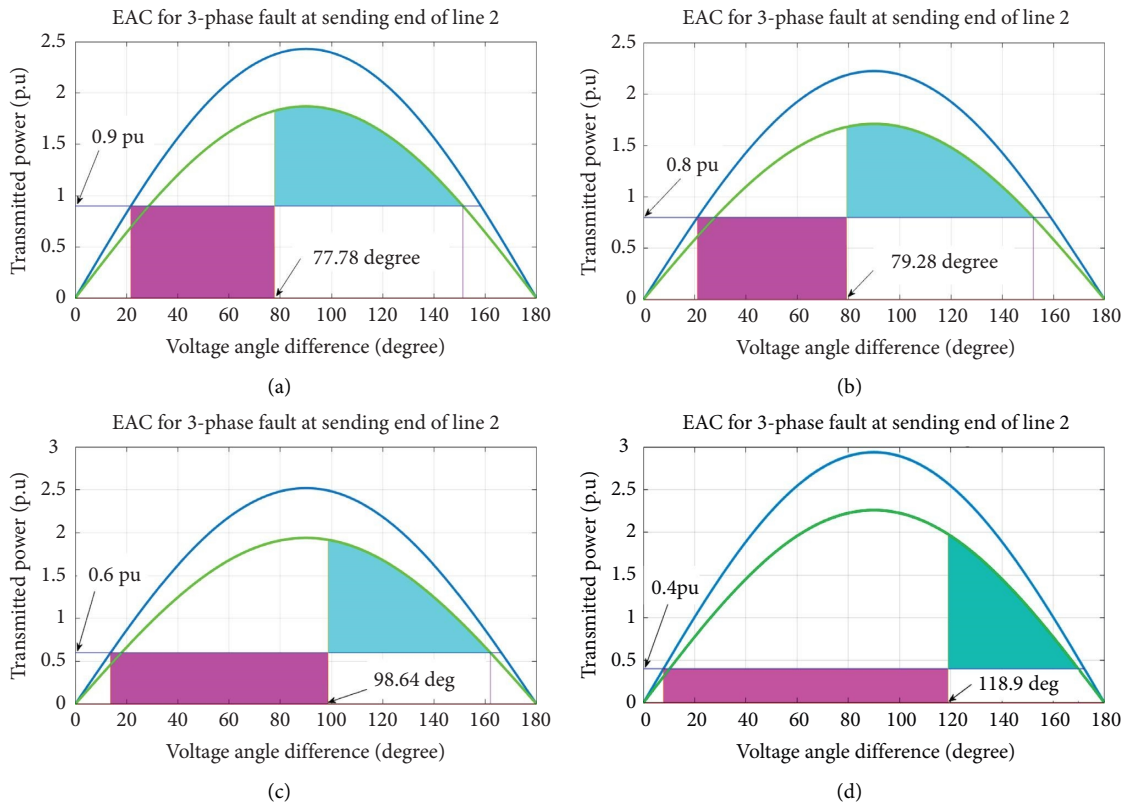 EAC for 3-phase fault at sending end of line 2
Transmitted power (p.u)
2.5
2
1.5
1
0.5
0
0.9 pu
77.78 degree
0 20 40 60 80 100 120 140 160 180
Voltage angle difference (degree)
(a)
EAC for 3-phase fault at sending end of line 2
Transmitted power (p.u)
2.5
2
1.5
1
0.5
0
0.8 pu
79.28 degree
0 20 40 60 80 100 120 140 160 180
Voltage angle difference (degree)
(b)
EAC for 3-phase fault at sending end of line 2
Transmitted power (p.u)
3
2.5
2
1.5
1
0.5
0
0.6 pu
98.64 deg
0 20 40 60 80 100 120 140 160 180
Voltage angle difference (degree)
(c)
EAC for 3-phase fault at sending end of line 2
Transmitted power (p.u)
3
2.5
2
1.5
1
0.5
0
0.4pu
118.9 deg
0 20 40 60 80 100 120 140 160 180
Voltage angle difference (degree)
(d)